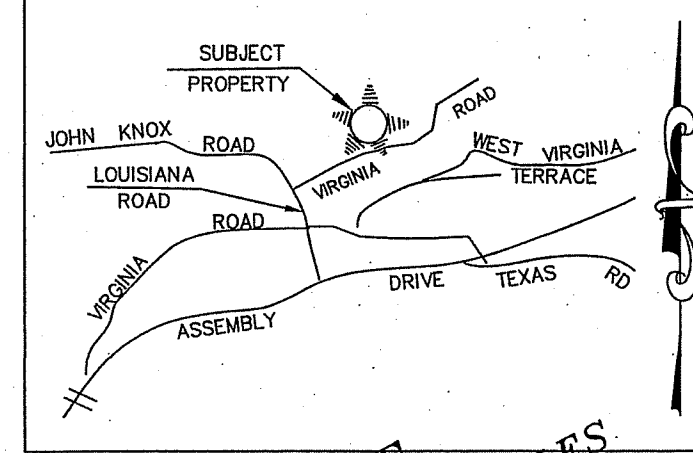 SUBJECT
PROPERTY
JOHN KNOX ROAD
ROAD
LOUISIANA
ROAD
VIRGINIA
WEST VIRGINIA
TERRACE
VIRGINIA ROAD
ASSEMBLY DRIVE
TEXAS RD